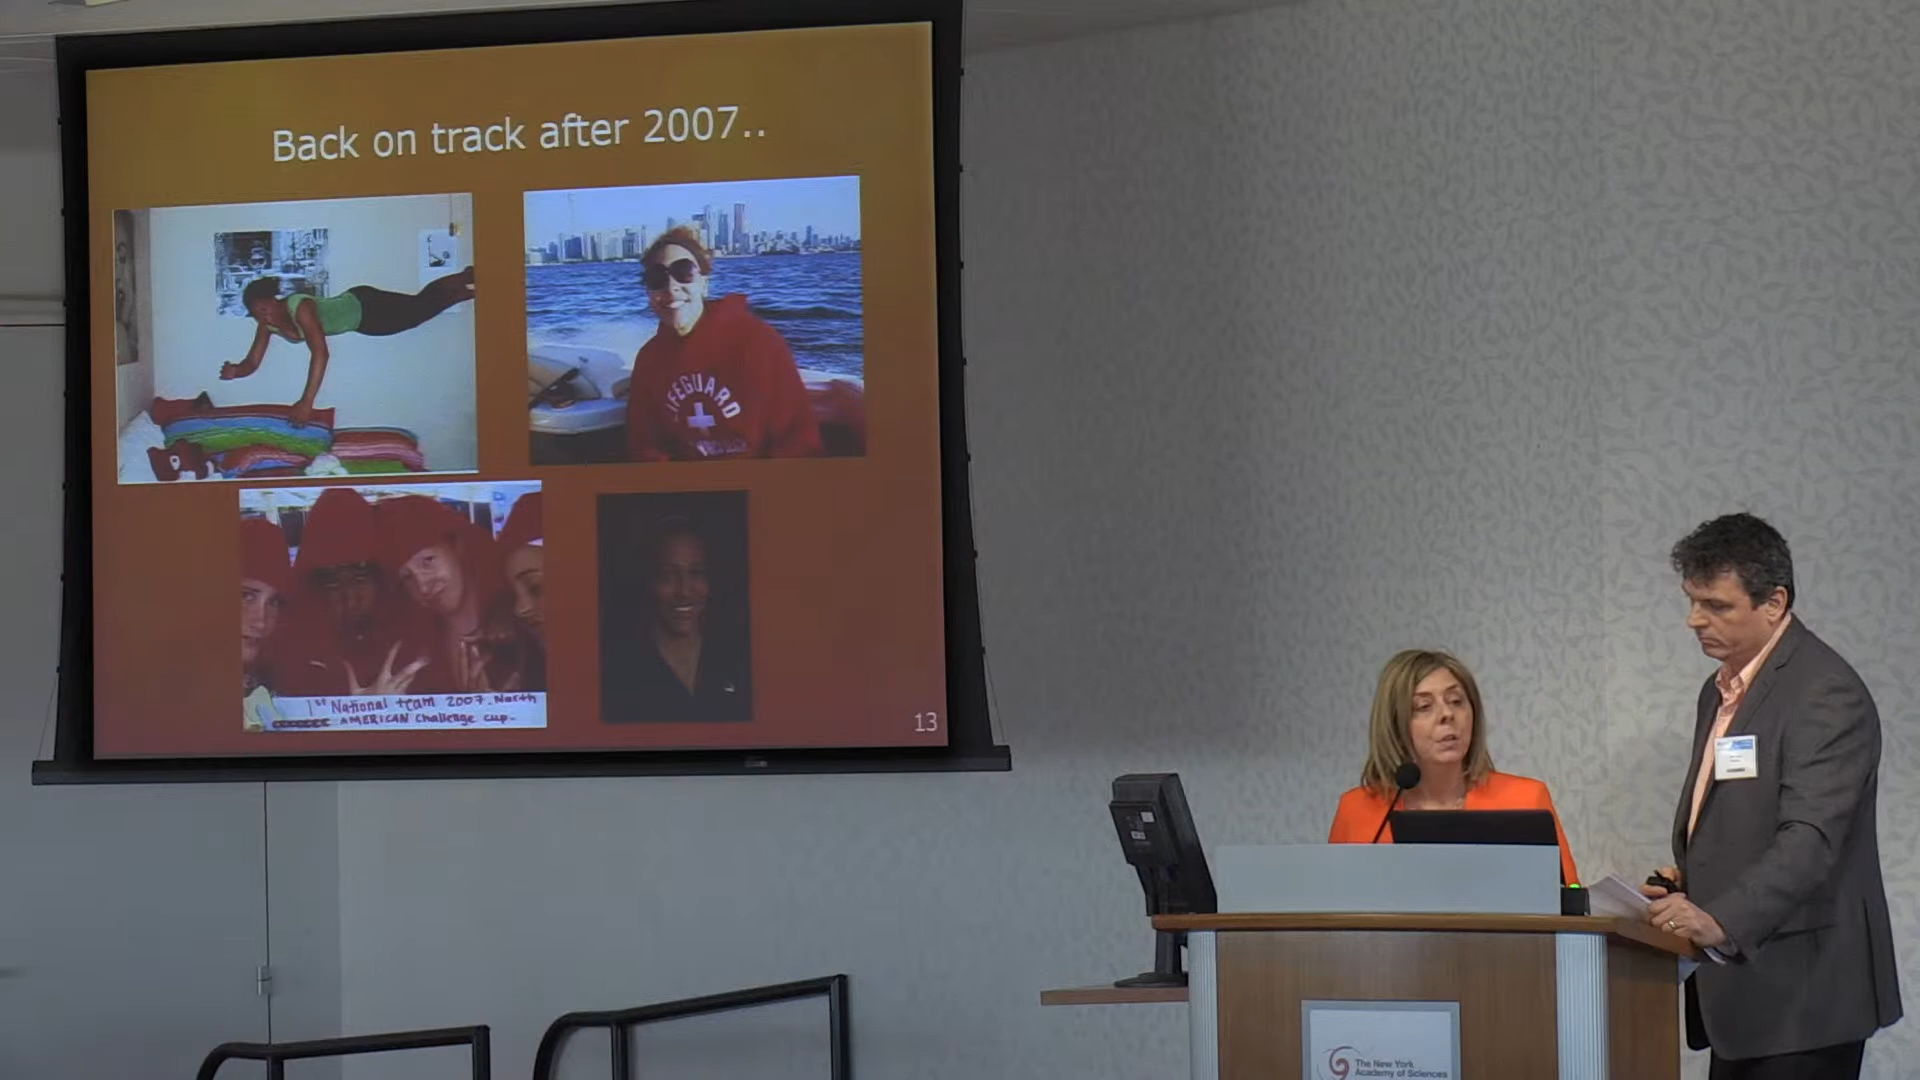 Back on track after 2007..
LIFEGUARD
1st National team 2007. North
AMERICAN Challenge cup.
13
The New York
Academy of Sciences